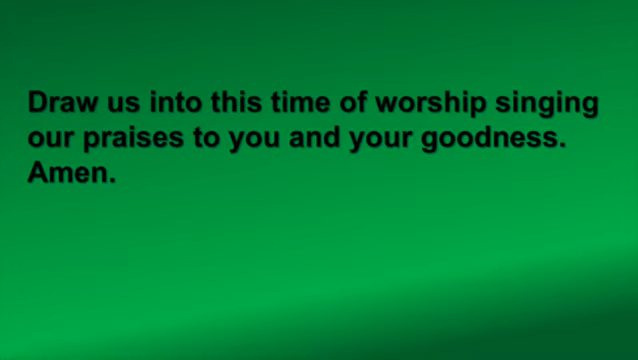 Draw us into this time of worship singing
our praises to you and your goodness.
Amen.